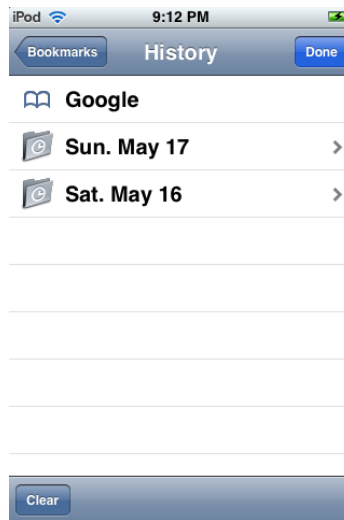 iPod 9:12 PM
Bookmarks History Done
Google
Sun. May 17
Sat. May 16
Clear